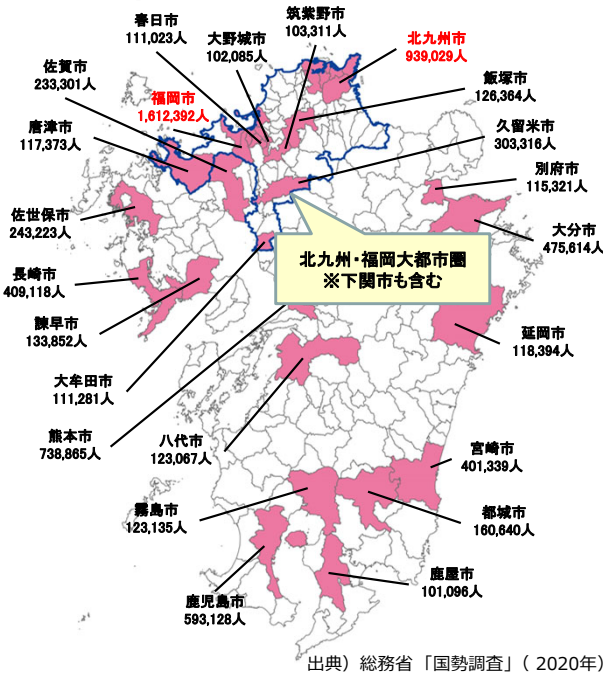 春日市
111,023人
大野城市
102,085人
筑紫野市
103,311人
北九州市
939,029人
佐賀市
233,301人
福岡市
1,612,392人
飯塚市
126,364人
唐津市
117,373人
久留米市
303,316人
別府市
115,321人
佐世保市
243,223人
大分市
475,614人
北九州・福岡大都市圏
※下関市も含む
長崎市
409,118人
諫早市
133,852人
延岡市
118,394人
大牟田市
111,281人
熊本市
738,865人
八代市
123,067人
宮崎市
401,339人
霧島市
123,135人
都城市
160,640人
鹿屋市
101,096人
鹿児島市
593,128人
出典）総務省「国勢調査」（ 2020年）